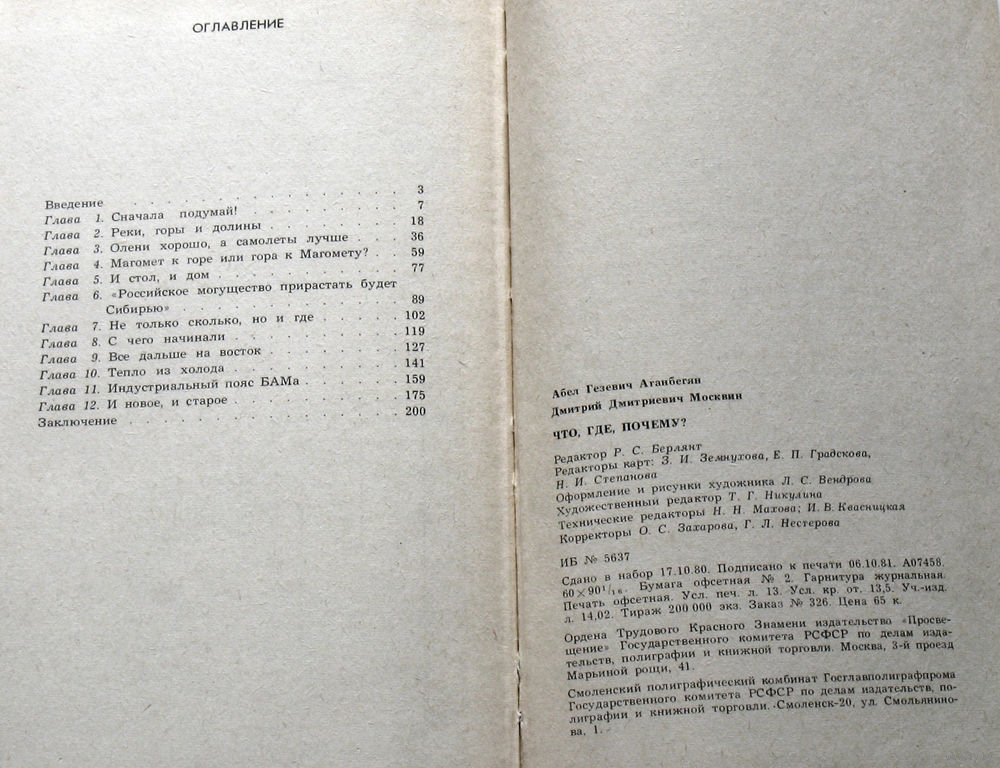 ОГЛАВЛЕНИЕ
Введение . . . . . . . . . . . . . . . 3
Глава 1. Сначала подумай! . . . . . . . . 7
Глава 2. Реки, горы и долины . . . . . . . 18
Глава 3. Олени хорошо, а самолеты лучше . . . 36
Глава 4. Магомет к горе или гора к Магомету? . . 59
Глава 5. И стол, и дом . . . . . . . . . . 77
Глава 6. «Российское могущество прирастать будет
Сибирью» . . . . . . . . . . . . 89
Глава 7. Не только сколько, но и где . . . . . 102
Глава 8. С чего начинали . . . . . . . . . 119
Глава 9. Все дальше на восток . . . . . . . 127
Глава 10. Тепло из холода . . . . . . . . . 141
Глава 11. Индустриальный пояс БАМа . . . . . 159
Глава 12. И новое, и старое . . . . . . . . . 175
Заключение . . . . . . . . . . . . . . 200
Абел Гезевич Аганбегян
Дмитрий Дмитриевич Москвин
ЧТО, ГДЕ, ПОЧЕМУ?
Редактор Р. С. Берлянт
Редакторы карт: З. И. Земнухова, Е. П. Градскова,
Н. И. Степанова
Оформление и рисунки художника Л. С. Вендрова
Художественный редактор Т. Г. Никулина
Технические редакторы Н. Н. Махова; И. В. Квасницкая
Корректоры О. С. Захарова, Г. Л. Нестерова
ИБ № 5637
Сдано в набор 17.10.80. Подписано к печати 06.10.81. А07458.
60×90¹/₁₆. Бумага офсетная № 2. Гарнитура журнальная.
Печать офсетная. Усл. печ. л. 13. Усл. кр. от. 13,5. Уч.-изд.
л. 14,02. Тираж 200 000 экз. Заказ № 326. Цена 65 к.
Ордена Трудового Красного Знамени издательство «Просве-
щение» Государственного комитета РСФСР по делам изда-
тельств, полиграфии и книжной торговли. Москва, 3-й проезд
Марьиной рощи, 41.
Смоленский полиграфический комбинат Госглавполиграфпрома
Государственного комитета РСФСР по делам издательств, по-
лиграфии и книжной торговли. Смоленск-20, ул. Смольянино-
ва, 1.